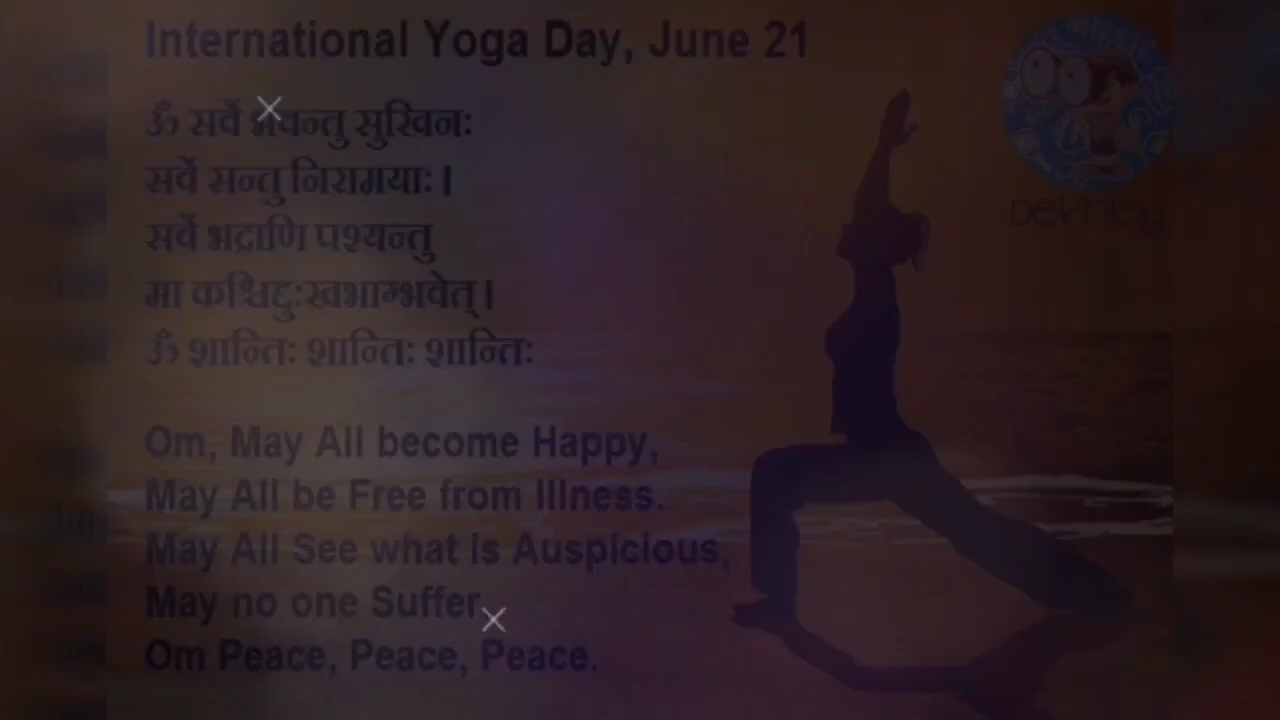 International Yoga Day, June 21
ॐ सर्वे भवन्तु सुखिनः
सर्वे सन्तु निरामयाः।
सर्वे भद्राणि पश्यन्तु
मा कश्चिद्दुःखभाग्भवेत्।
ॐ शान्तिः शान्तिः शान्तिः
Om, May All become Happy,
May All be Free from Illness.
May All See what is Auspicious,
May no one Suffer.
Om Peace, Peace, Peace.
Dekhisy